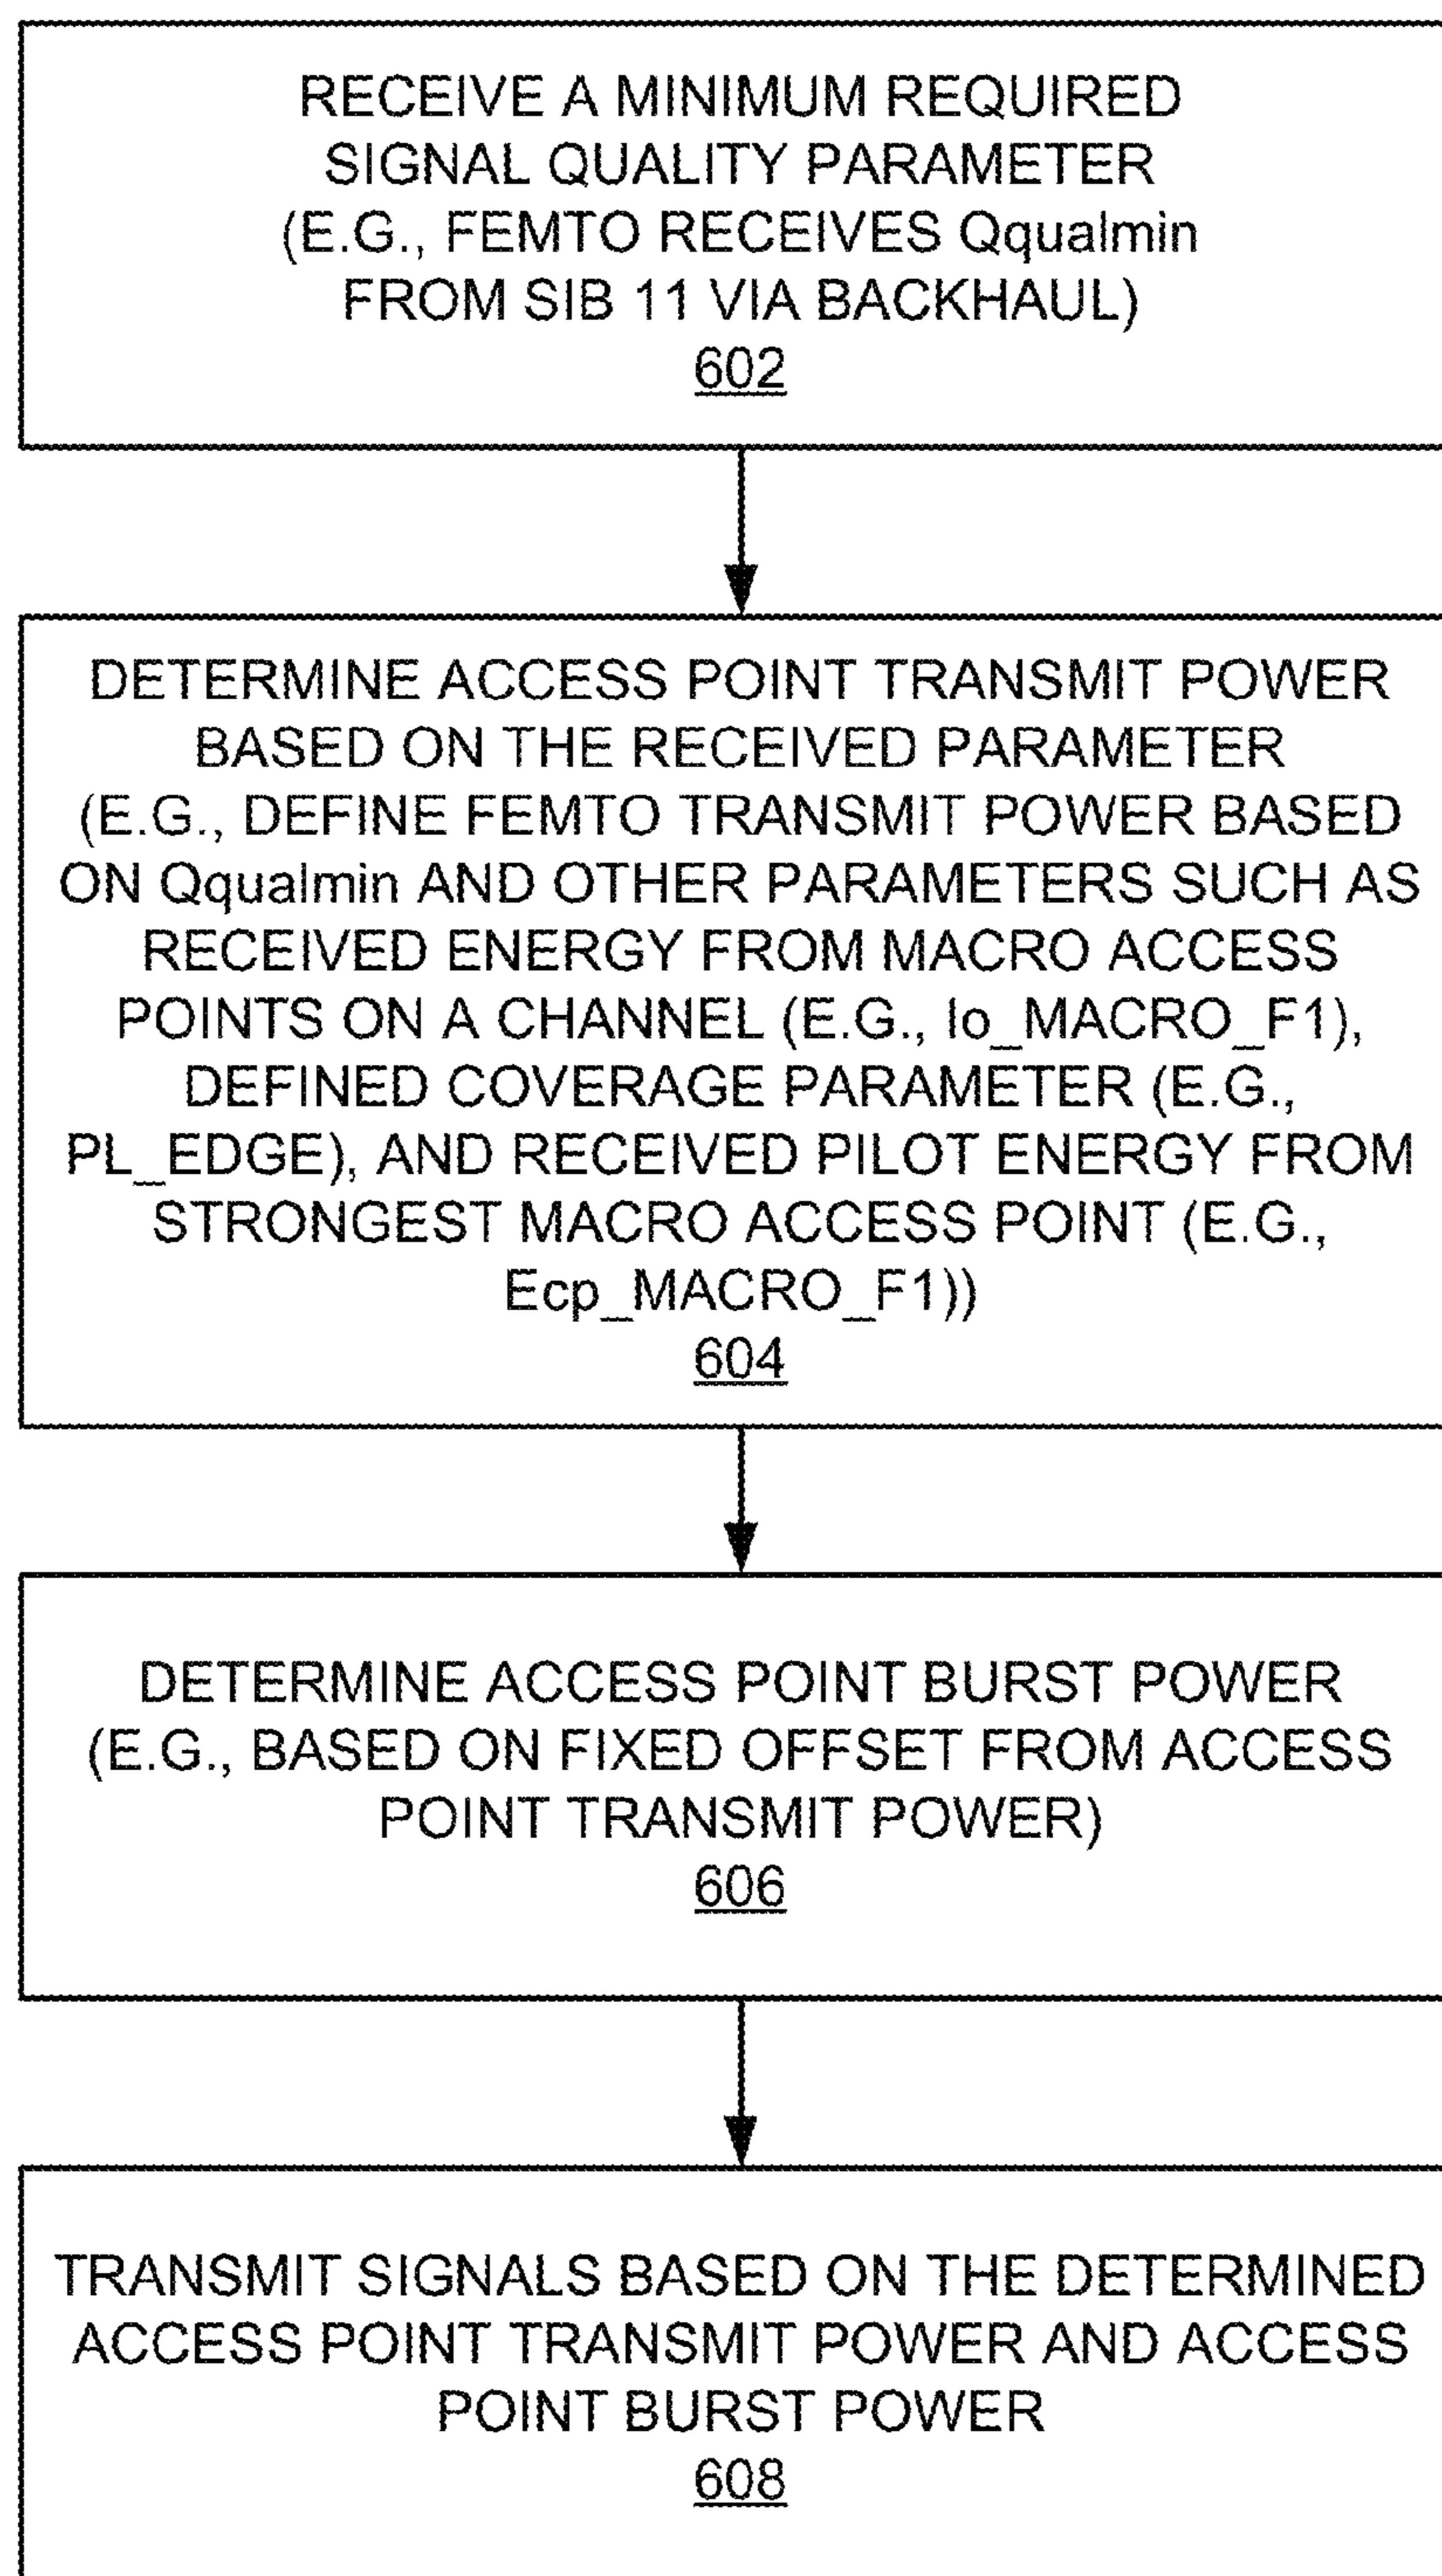 RECEIVE A MINIMUM REQUIRED
SIGNAL QUALITY PARAMETER
(E.G., FEMTO RECEIVES Qqualmin
FROM SIB 11 VIA BACKHAUL)
602
DETERMINE ACCESS POINT TRANSMIT POWER
BASED ON THE RECEIVED PARAMETER
(E.G., DEFINE FEMTO TRANSMIT POWER BASED
ON Qqualmin AND OTHER PARAMETERS SUCH AS
RECEIVED ENERGY FROM MACRO ACCESS
POINTS ON A CHANNEL (E.G., Io_MACRO_F1),
DEFINED COVERAGE PARAMETER (E.G.,
PL_EDGE), AND RECEIVED PILOT ENERGY FROM
STRONGEST MACRO ACCESS POINT (E.G.,
Ecp_MACRO_F1))
604
DETERMINE ACCESS POINT BURST POWER
(E.G., BASED ON FIXED OFFSET FROM ACCESS
POINT TRANSMIT POWER)
606
TRANSMIT SIGNALS BASED ON THE DETERMINED
ACCESS POINT TRANSMIT POWER AND ACCESS
POINT BURST POWER
608